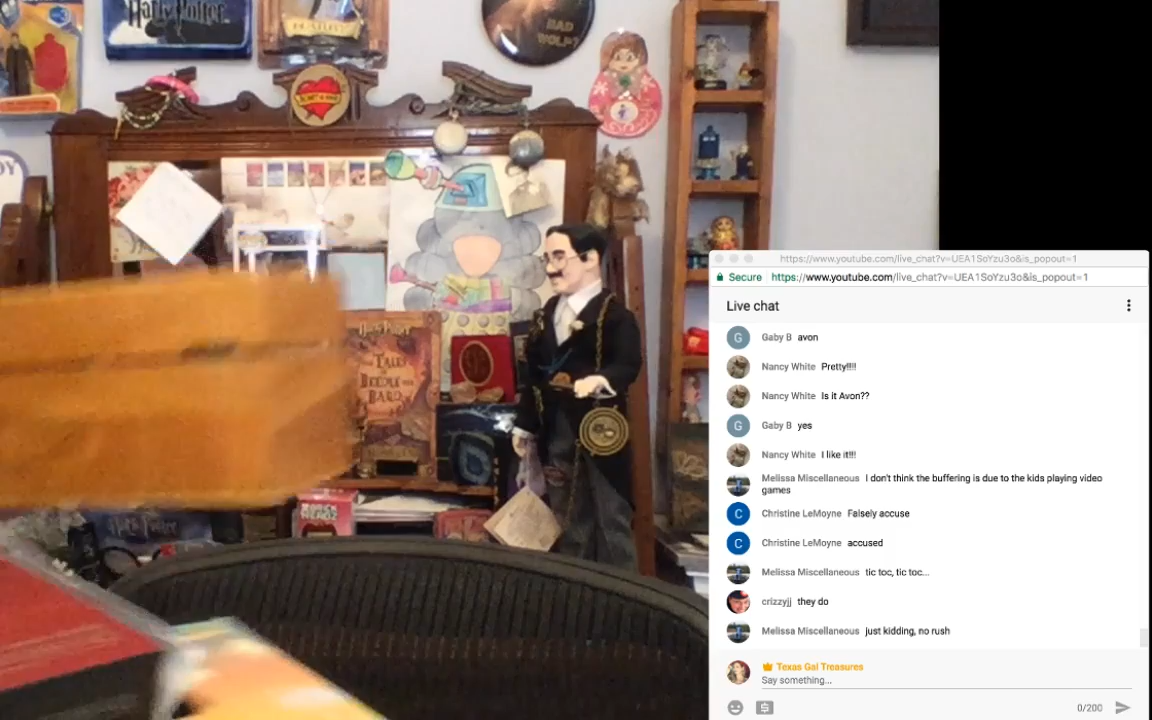 Harry Potter
BAD
WOLF?
Harry Potter
TALES
BEEDLE THE
BARD
https://www.youtube.com/live_chat?v=UEA1SoYzu3o&is_popout=1
Secure https://www.youtube.com/live_chat?v=UEA1SoYzu3o&is_popout=1
Live chat
Gaby B avon
Nancy White Pretty!!!!
Nancy White Is it Avon??
Gaby B yes
Nancy White I like it!!!
Melissa Miscellaneous I don't think the buffering is due to the kids playing video
games
Christine LeMoyne Falsely accuse
Christine LeMoyne accused
Melissa Miscellaneous tic toc, tic toc...
crizzyjj they do
Melissa Miscellaneous just kidding, no rush
Texas Gal Treasures
Say something...
0/200